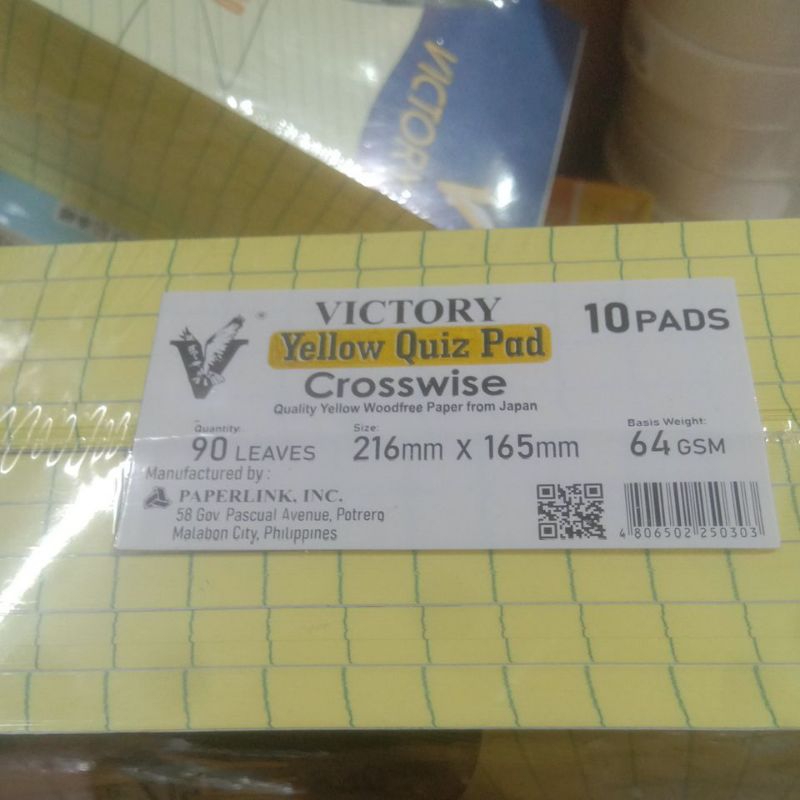 VICTORY
VICTORY
Yellow Quiz Pad
Crosswise
Quality Yellow Woodfree Paper from Japan
10 PADS
Quantity:
90 LEAVES
Size:
216mm x 165mm
Basis Weight:
64 GSM
Manufactured by :
PAPERLINK, INC.
58 Gov. Pascual Avenue, Potrero
Malabon City, Philippines
4 806502 250303